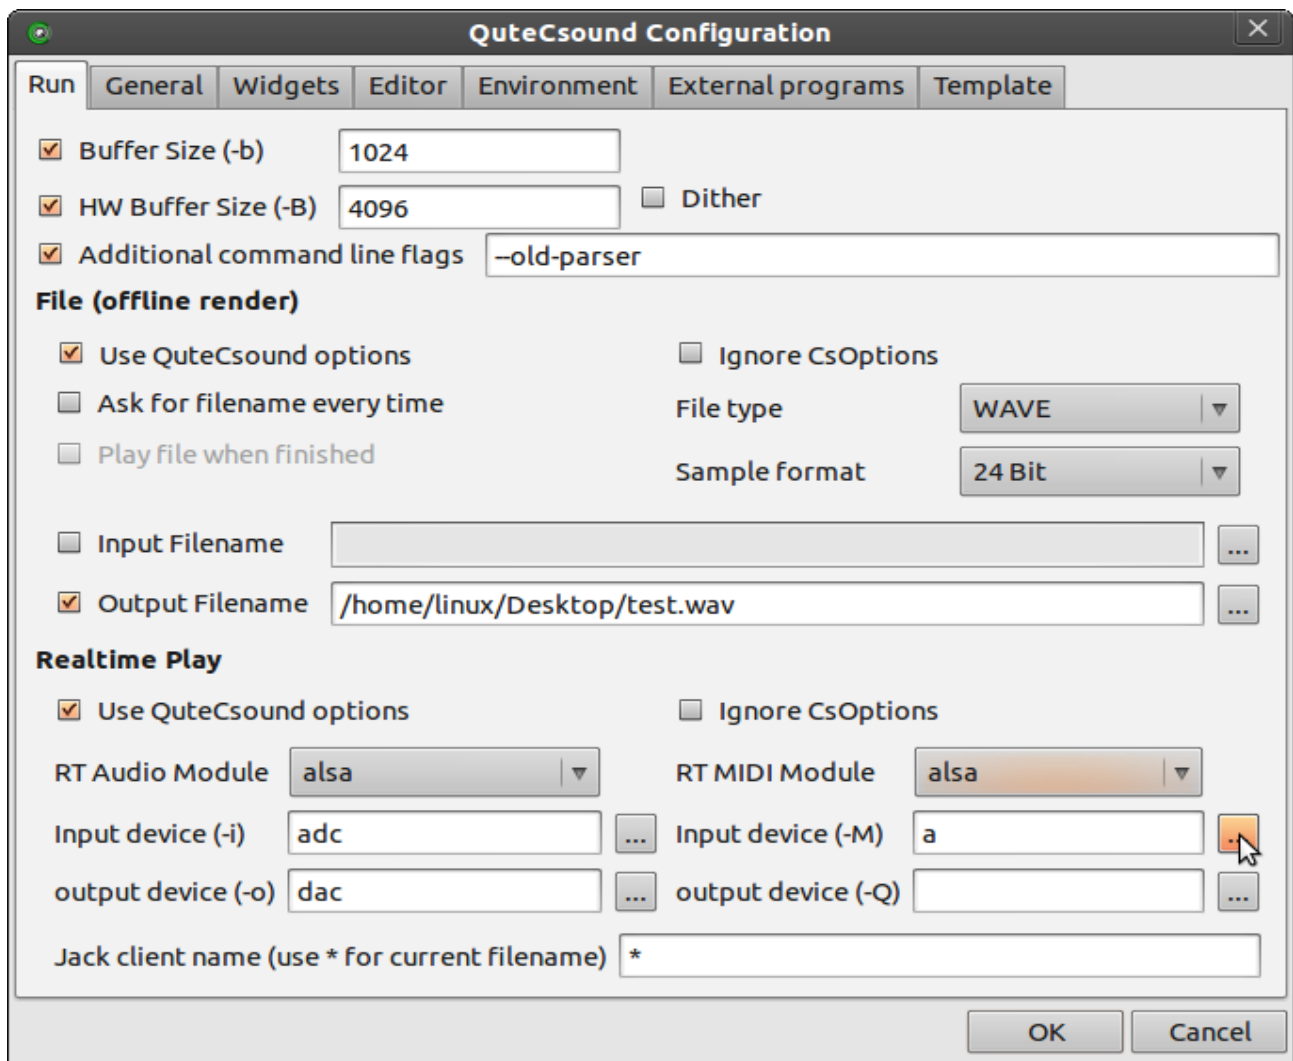 QuteCsound Configuration
Run General Widgets Editor Environment External programs Template
Buffer Size (-b) 1024
HW Buffer Size (-B) 4096 Dither
Additional command line flags --old-parser
File (offline render)
Use QuteCsound options Ignore CsOptions
Ask for filename every time File type WAVE
Play file when finished
Sample format 24 Bit
Input Filename ...
Output Filename /home/linux/Desktop/test.wav ...
Realtime Play
Use QuteCsound options Ignore CsOptions
RT Audio Module alsa RT MIDI Module alsa
Input device (-i) adc ... Input device (-M) a ...
output device (-o) dac ... output device (-Q) ...
Jack client name (use * for current filename) *
OK Cancel